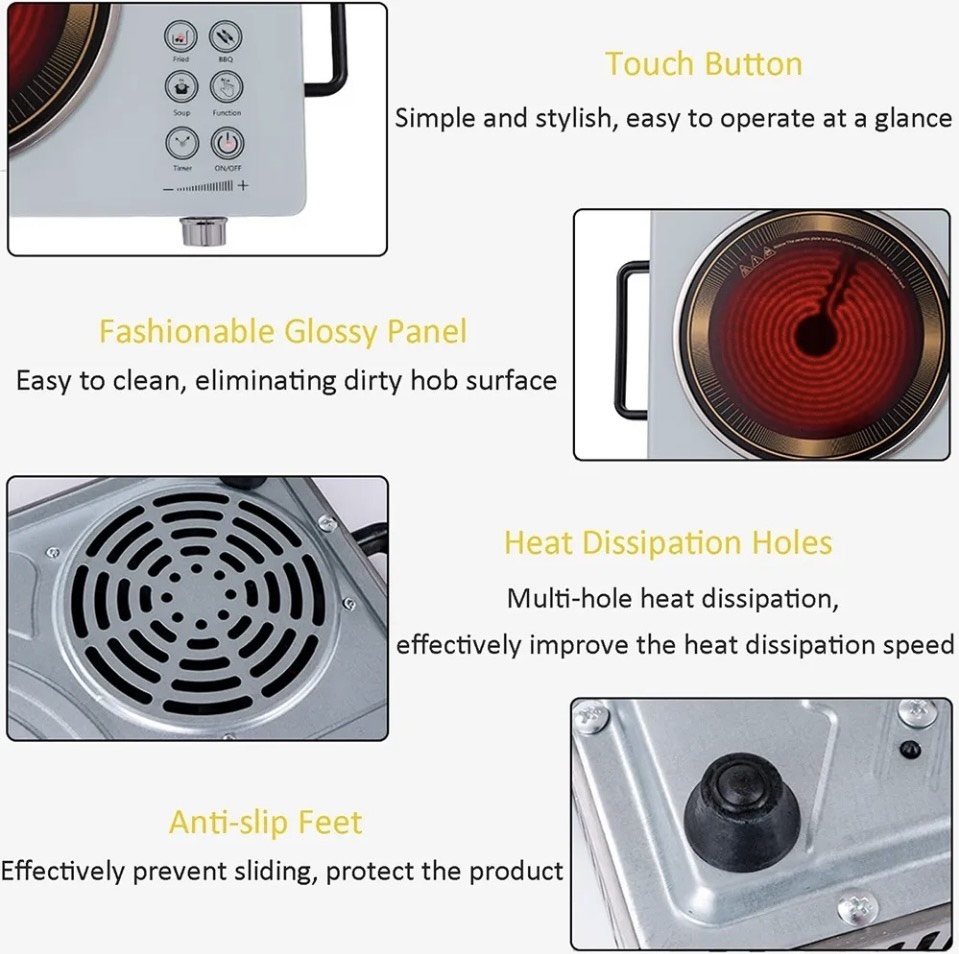 Fried
BBQ
Soup
Function
Timer
ON/OFF
− +
Touch Button
Simple and stylish, easy to operate at a glance
Fashionable Glossy Panel
Easy to clean, eliminating dirty hob surface
Heat Dissipation Holes
Multi-hole heat dissipation,
effectively improve the heat dissipation speed
Anti-slip Feet
Effectively prevent sliding, protect the product